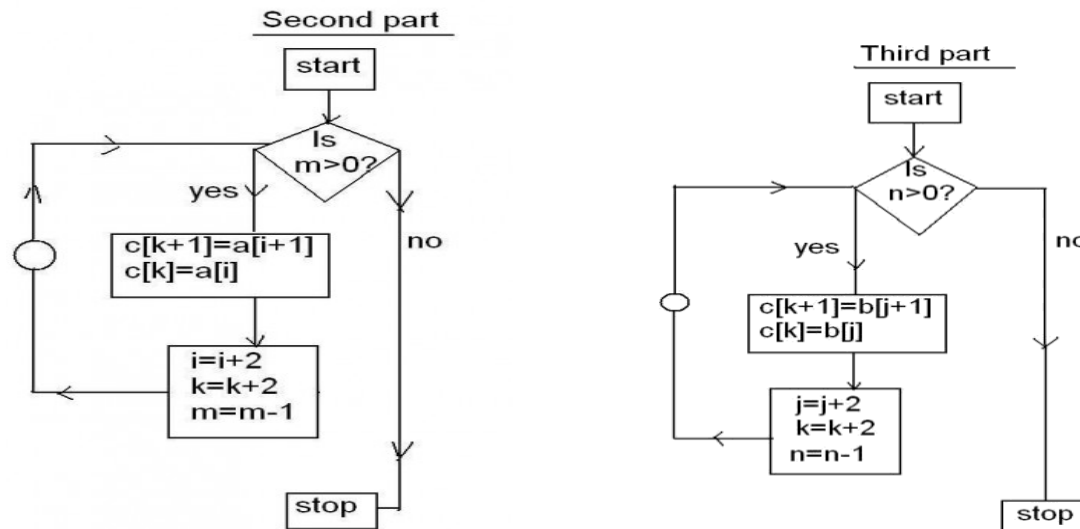 Second part
start
Is
m>0?
yes
no
c[k+1]=a[i+1]
c[k]=a[i]
i=i+2
k=k+2
m=m-1
stop
Third part
start
Is
n>0?
yes
no
c[k+1]=b[j+1]
c[k]=b[j]
j=j+2
k=k+2
n=n-1
stop